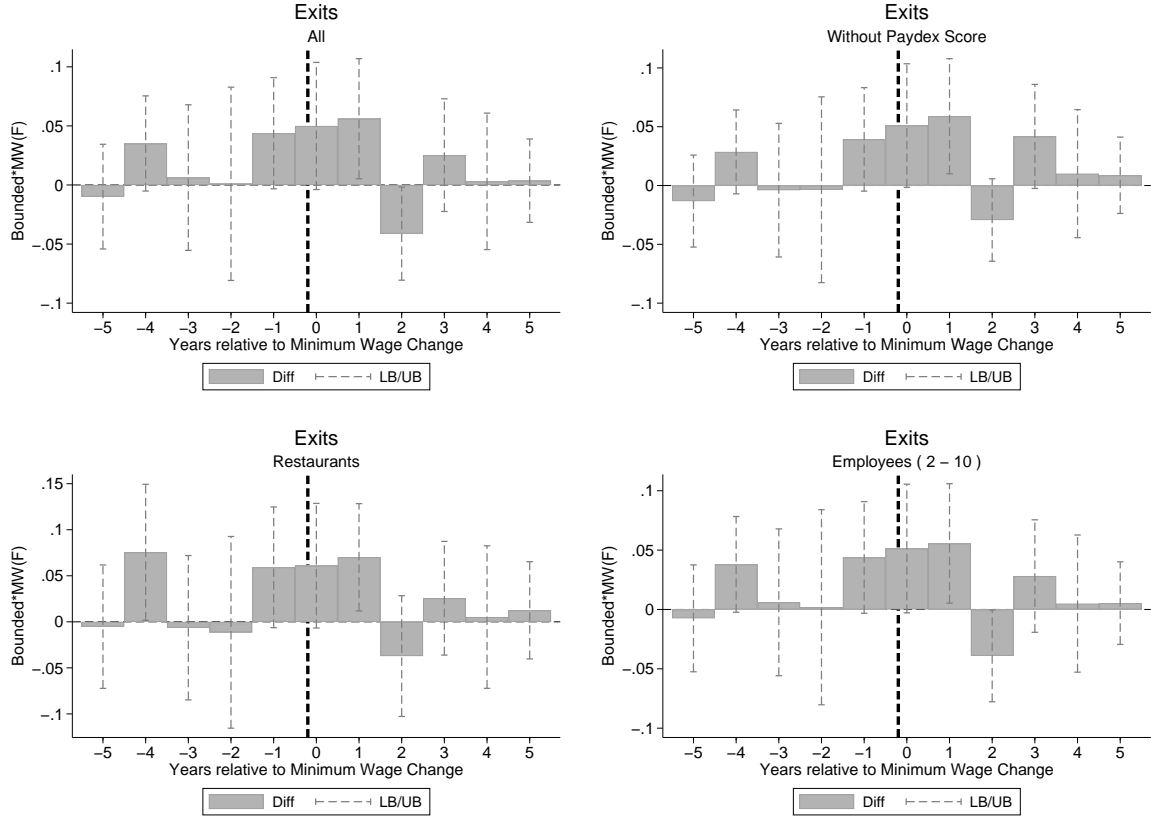 Exits
All
Bounded*MW(F)
.1
.05
0
−.05
−.1
−5 −4 −3 −2 −1 0 1 2 3 4 5
Years relative to Minimum Wage Change
Diff LB/UB
Exits
Without Paydex Score
Bounded*MW(F)
.1
.05
0
−.05
−.1
−5 −4 −3 −2 −1 0 1 2 3 4 5
Years relative to Minimum Wage Change
Diff LB/UB
Exits
Restaurants
Bounded*MW(F)
.15
.1
.05
0
−.05
−.1
−5 −4 −3 −2 −1 0 1 2 3 4 5
Years relative to Minimum Wage Change
Diff LB/UB
Exits
Employees ( 2 − 10 )
Bounded*MW(F)
.1
.05
0
−.05
−.1
−5 −4 −3 −2 −1 0 1 2 3 4 5
Years relative to Minimum Wage Change
Diff LB/UB